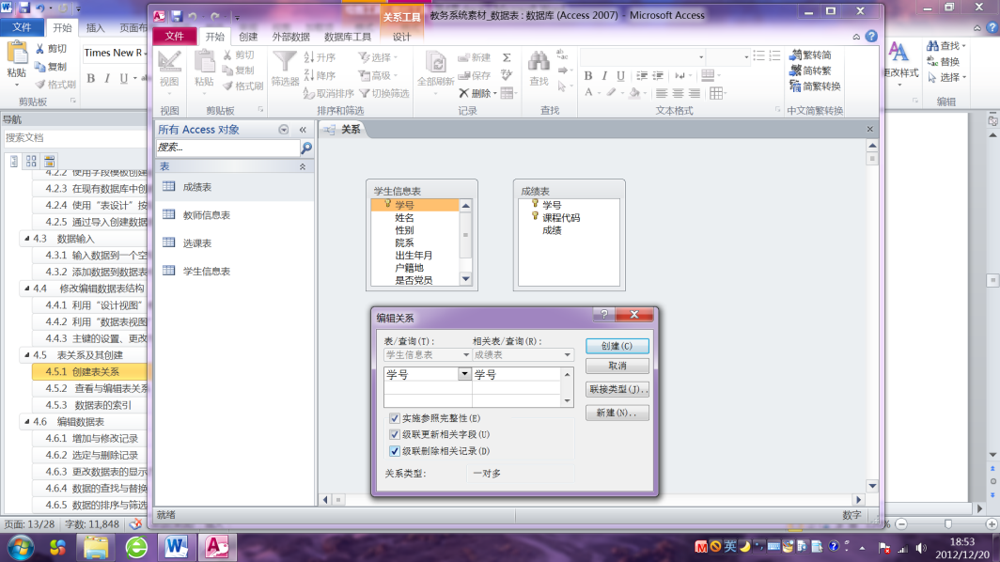 关系工具
教务系统素材_数据表 : 数据库 (Access 2007) - Microsoft Access
文件 开始 插入 页面布
文件 开始 创建 外部数据 数据库工具 设计
粘贴 剪切 复制 格式刷 剪贴板
Times New R
B I U
视图 视图
粘贴 剪切 复制 格式刷 剪贴板
筛选器 升序 降序 取消排序 选择 高级 切换筛选 排序和筛选
全部刷新 新建 保存 删除 记录
查找 查找
B I U A 文本格式
繁转简 简转繁 简繁转换 中文简繁转换
更改样式
查找 替换 选择 编辑
导航
搜索文档
4.2.2 使用字段模板创建
4.2.3 在现有数据库中创
4.2.4 使用“表设计”按
4.2.5 通过导入创建数据
4.3 数据输入
4.3.1 输入数据到一个空
4.3.2 添加数据到数据表
4.4 修改编辑数据表结构
4.4.1 利用“设计视图”
4.4.2 利用“数据表视图
4.4.3 主键的设置、更改
4.5 表关系及其创建
4.5.1 创建表关系
4.5.2 查看与编辑表关系
4.5.3 数据表的索引
4.6 编辑数据表
4.6.1 增加与修改记录
4.6.2 选定与删除记录
4.6.3 更改数据表的显示
4.6.4 数据的查找与替换
4.6.5 数据的排序与筛选
页面: 13/28 字数: 11,848
所有 Access 对象
搜索...
表
成绩表
教师信息表
选课表
学生信息表
关系
学生信息表
学号
姓名
性别
院系
出生年月
户籍地
是否党员
成绩表
学号
课程代码
成绩
编辑关系
表/查询(T): 相关表/查询(R):
学生信息表 成绩表
学号 学号
实施参照完整性(E)
级联更新相关字段(U)
级联删除相关记录(D)
关系类型: 一对多
创建(C)
取消
联接类型(J)..
新建(N)..
就绪 数字
英
18:53
2012/12/20